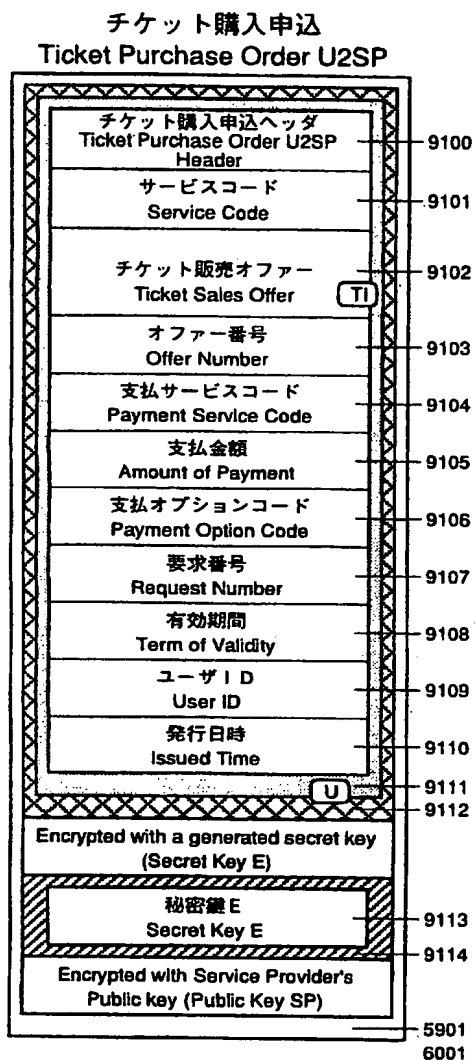 チケット購入申込
Ticket Purchase Order U2SP
チケット購入申込ヘッダ
Ticket Purchase Order U2SP
Header
9100
サービスコード
Service Code
9101
チケット販売オファー
Ticket Sales Offer
9102
TI
オファー番号
Offer Number
9103
支払サービスコード
Payment Service Code
9104
支払金額
Amount of Payment
9105
支払オプションコード
Payment Option Code
9106
要求番号
Request Number
9107
有効期間
Term of Validity
9108
ユーザID
User ID
9109
発行日時
Issued Time
9110
U
9111
9112
Encrypted with a generated secret key
(Secret Key E)
秘密鍵E
Secret Key E
9113
9114
Encrypted with Service Provider's
Public key (Public Key SP)
5901
6001